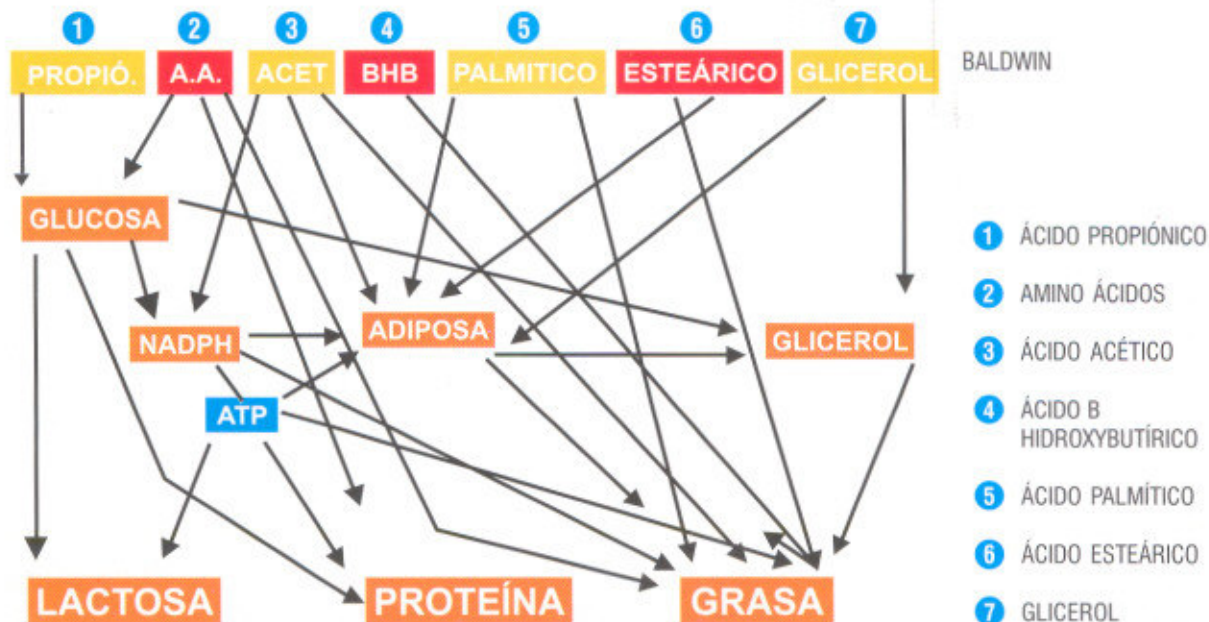 1 2 3 4 5 6 7
PROPIÓ. A.A. ACET BHB PALMITICO ESTEÁRICO GLICEROL BALDWIN
GLUCOSA
NADPH ADIPOSA GLICEROL
ATP
LACTOSA PROTEÍNA GRASA
1 ÁCIDO PROPIÓNICO
2 AMINO ÁCIDOS
3 ÁCIDO ACÉTICO
4 ÁCIDO B
HIDROXYBUTÍRICO
5 ÁCIDO PALMÍTICO
6 ÁCIDO ESTEÁRICO
7 GLICEROL